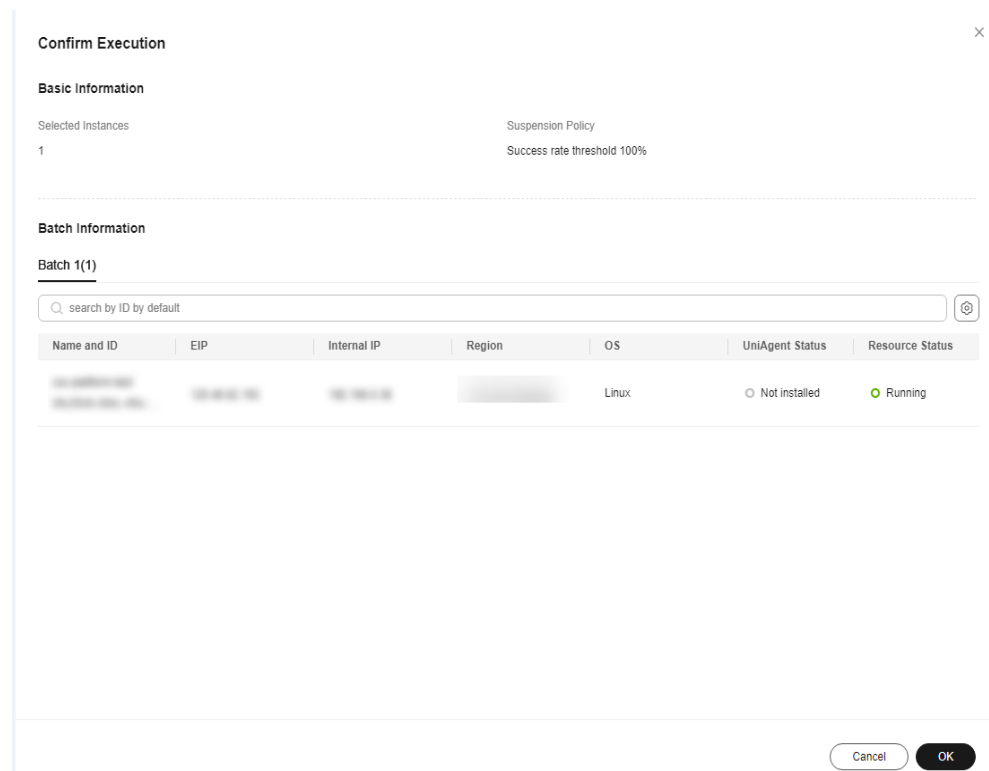 Confirm Execution
Basic Information
Selected Instances
Suspension Policy
1
Success rate threshold 100%
Batch Information
Batch 1(1)
search by ID by default
Name and ID EIP Internal IP Region OS UniAgent Status Resource Status
Linux Not installed Running
Cancel OK